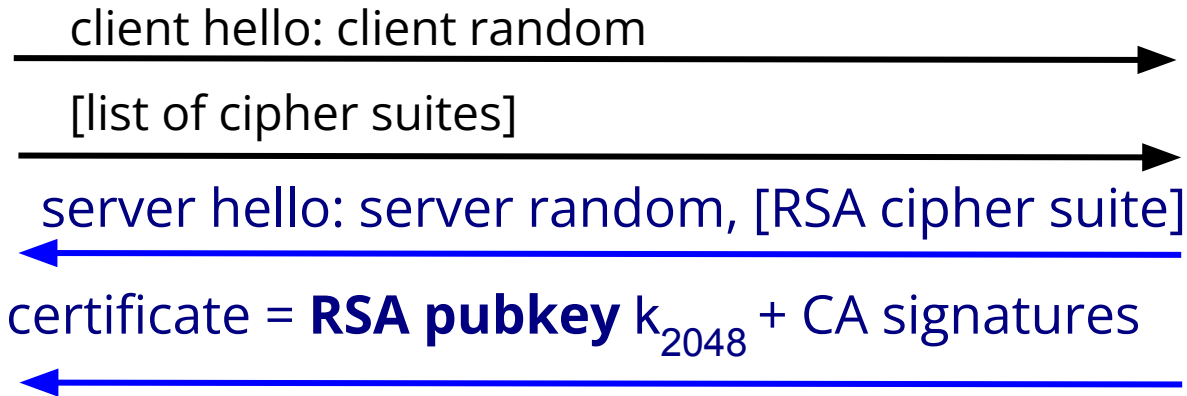 client hello: client random
[list of cipher suites]
server hello: server random, [RSA cipher suite]
certificate = RSA pubkey k2048 + CA signatures